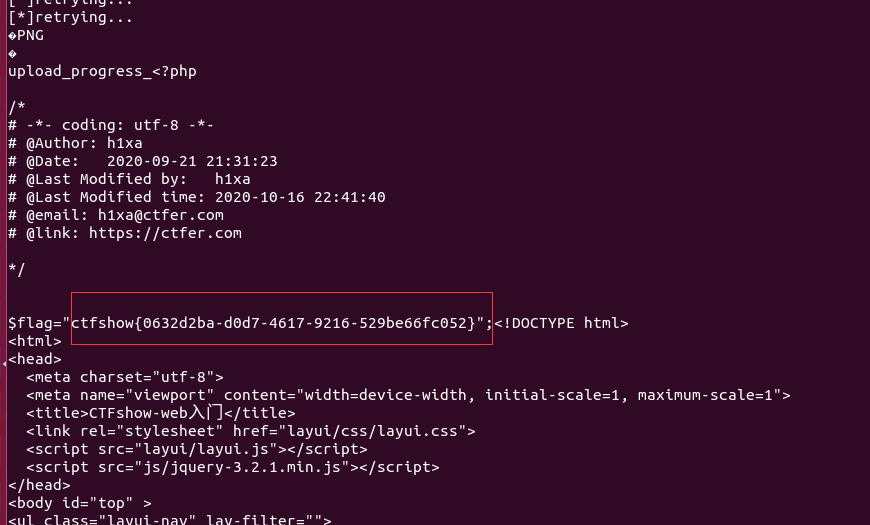 [*]retrying...
[*]retrying...
�PNG
�
upload_progress_<?php
/*
# -*- coding: utf-8 -*-
# @Author: h1xa
# @Date:   2020-09-21 21:31:23
# @Last Modified by:   h1xa
# @Last Modified time: 2020-10-16 22:41:40
# @email: h1xa@ctfer.com
# @link: https://ctfer.com
*/
$flag="ctfshow{0632d2ba-d0d7-4617-9216-529be66fc052}";<!DOCTYPE html>
<html>
<head>
  <meta charset="utf-8">
  <meta name="viewport" content="width=device-width, initial-scale=1, maximum-scale=1">
  <title>CTFshow-web入门</title>
  <link rel="stylesheet" href="layui/css/layui.css">
  <script src="layui/layui.js"></script>
  <script src="js/jquery-3.2.1.min.js"></script>
</head>
<body id="top" >
<ul class="layui-nav" lay-filter="">